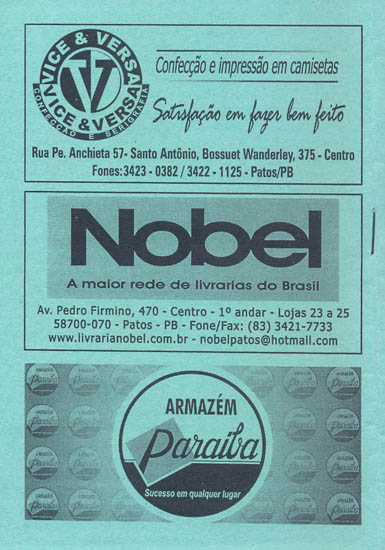 VICE & VERSA
VICE & VERSA
CONFECÇÃO E SERIGRAFIA
Confecção e impressão em camisetas
Satisfação em fazer bem feito
Rua Pe. Anchieta 57- Santo Antônio, Bossuet Wanderley, 375 - Centro
Fones:3423 - 0382 / 3422 - 1125 - Patos/PB
Nobel
A maior rede de livrarias do Brasil
Av. Pedro Firmino, 470 - Centro - 1º andar - Lojas 23 a 25
58700-070 - Patos - PB - Fone/Fax: (83) 3421-7733
www.livrarianobel.com.br - nobelpatos@hotmail.com
ARMAZÉM
Paraíba
Sucesso em qualquer lugar